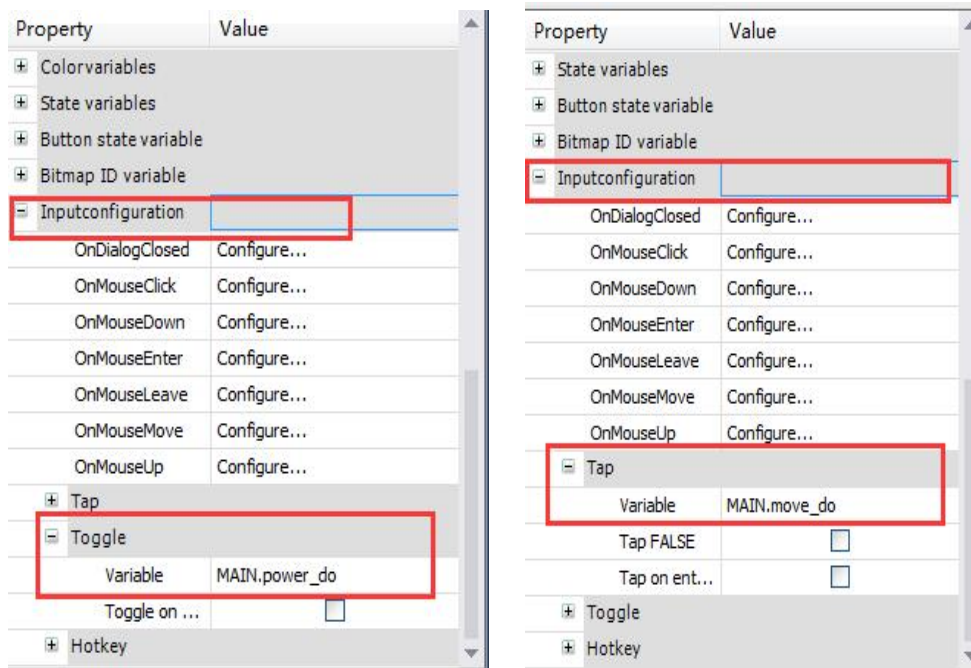 Property Value
Colorvariables
State variables
Button state variable
Bitmap ID variable
Inputconfiguration
OnDialogClosed Configure...
OnMouseClick Configure...
OnMouseDown Configure...
OnMouseEnter Configure...
OnMouseLeave Configure...
OnMouseMove Configure...
OnMouseUp Configure...
Tap
Toggle
Variable MAIN.power_do
Toggle on ...
Hotkey
Property Value
State variables
Button state variable
Bitmap ID variable
Inputconfiguration
OnDialogClosed Configure...
OnMouseClick Configure...
OnMouseDown Configure...
OnMouseEnter Configure...
OnMouseLeave Configure...
OnMouseMove Configure...
OnMouseUp Configure...
Tap
Variable MAIN.move_do
Tap FALSE
Tap on ent...
Toggle
Hotkey